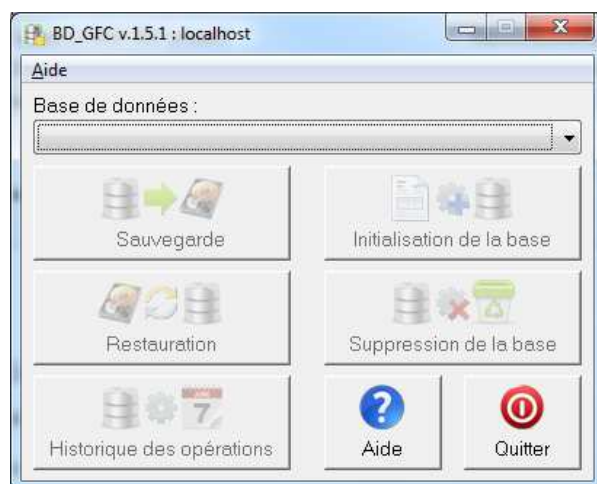 BD_GFC v.1.5.1 : localhost
Aide
Base de données :
Sauvegarde
Initialisation de la base
Restauration
Suppression de la base
7
Historique des opérations
Aide
Quitter